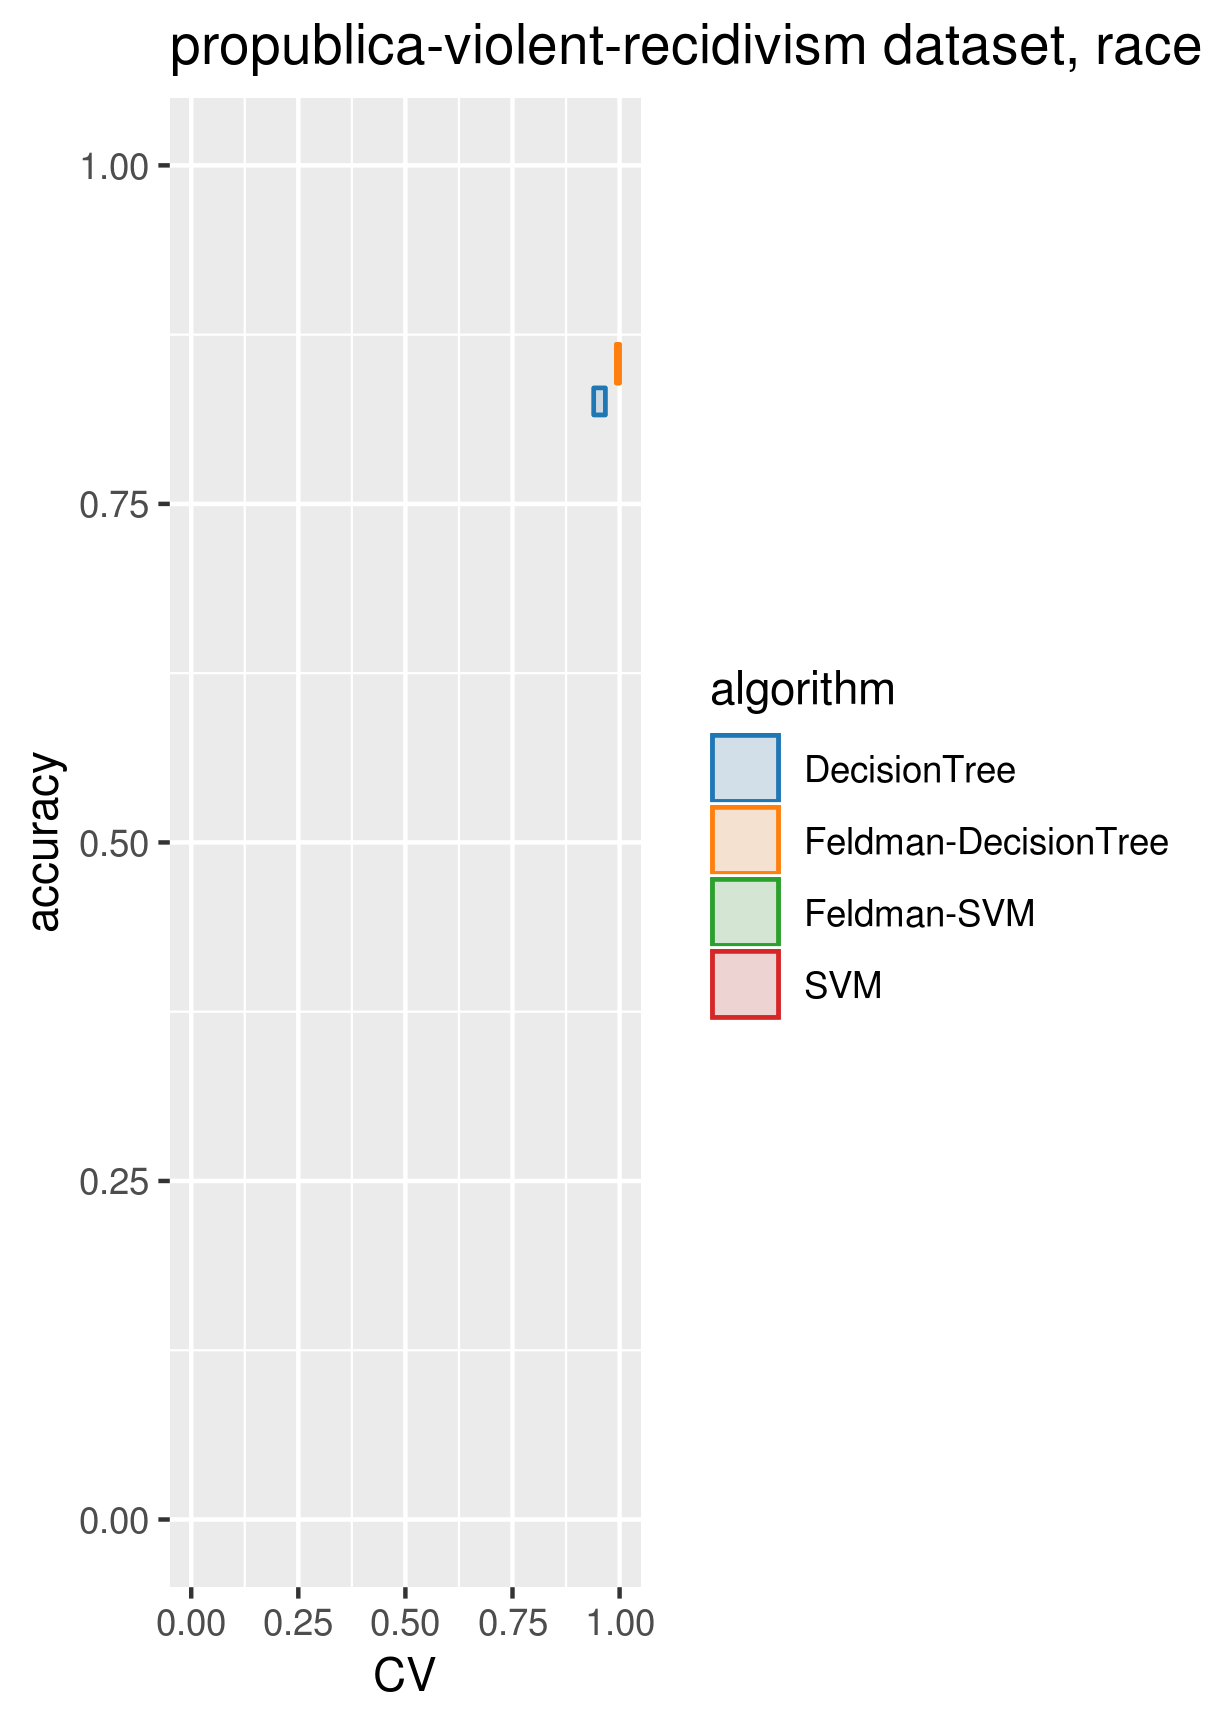 propublica-violent-recidivism dataset, race
1.00
0.75
0.50
0.25
0.00
accuracy
0.00 0.25 0.50 0.75 1.00
CV
algorithm
DecisionTree
Feldman-DecisionTree
Feldman-SVM
SVM